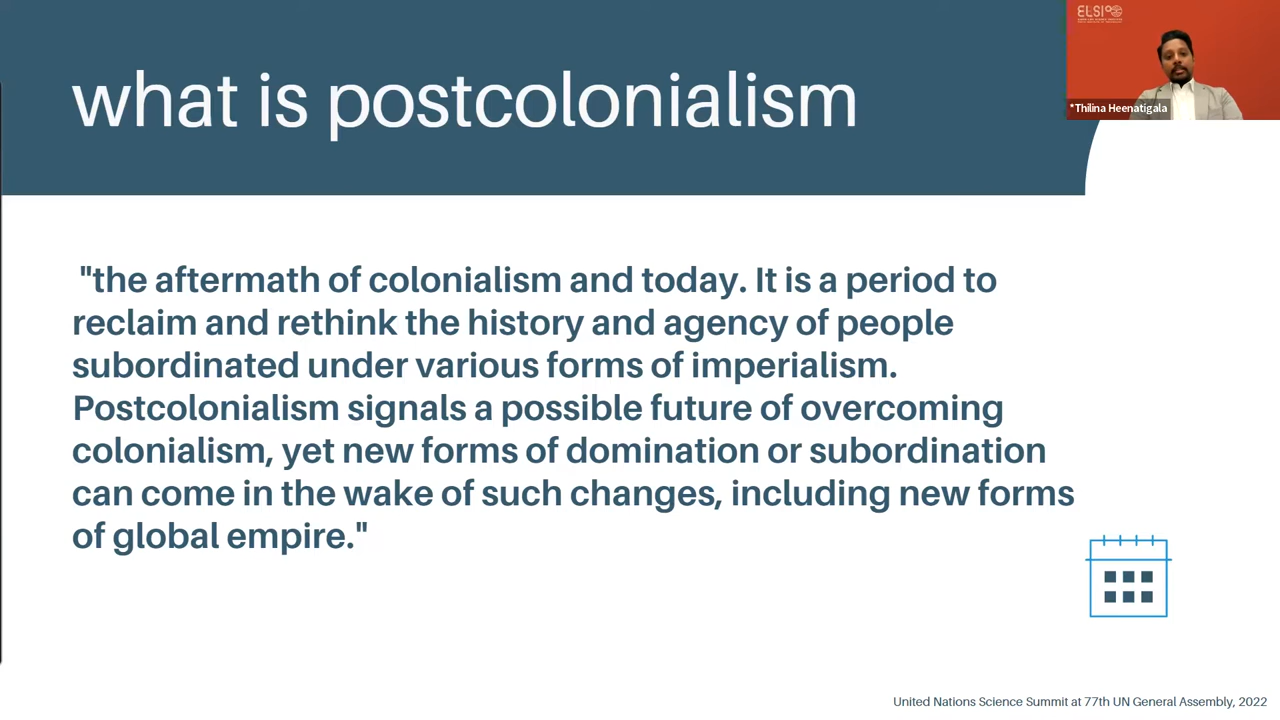 what is postcolonialism
ELSI
*Thilina Heenatigala
"the aftermath of colonialism and today. It is a period to
reclaim and rethink the history and agency of people
subordinated under various forms of imperialism.
Postcolonialism signals a possible future of overcoming
colonialism, yet new forms of domination or subordination
can come in the wake of such changes, including new forms
of global empire."
United Nations Science Summit at 77th UN General Assembly, 2022